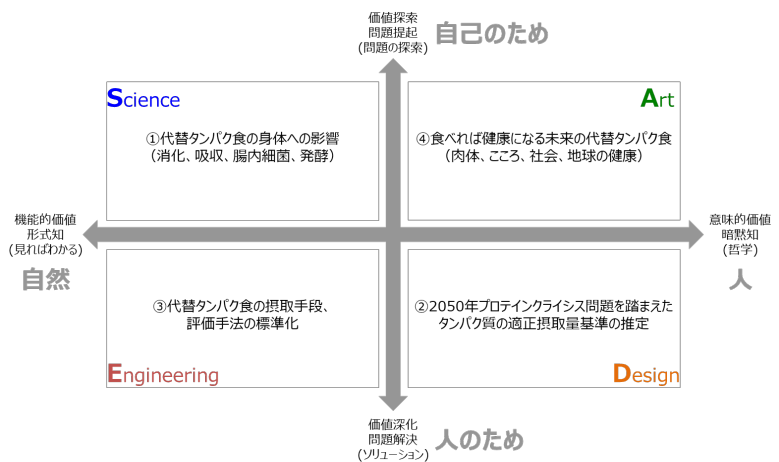 価値探索
問題提起
(問題の探索)
自己のため
Science
①代替タンパク食の身体への影響
（消化、吸収、腸内細菌、発酵）
Art
④食べれば健康になる未来の代替タンパク食
（肉体、こころ、社会、地球の健康）
機能的価値
形式知
(見ればわかる)
自然
意味的価値
暗黙知
(哲学)
人
③代替タンパク食の摂取手段、
評価手法の標準化
Engineering
②2050年プロテインクライシス問題を踏まえた
タンパク質の適正摂取量基準の推定
Design
価値深化
問題解決
(ソリューション)
人のため